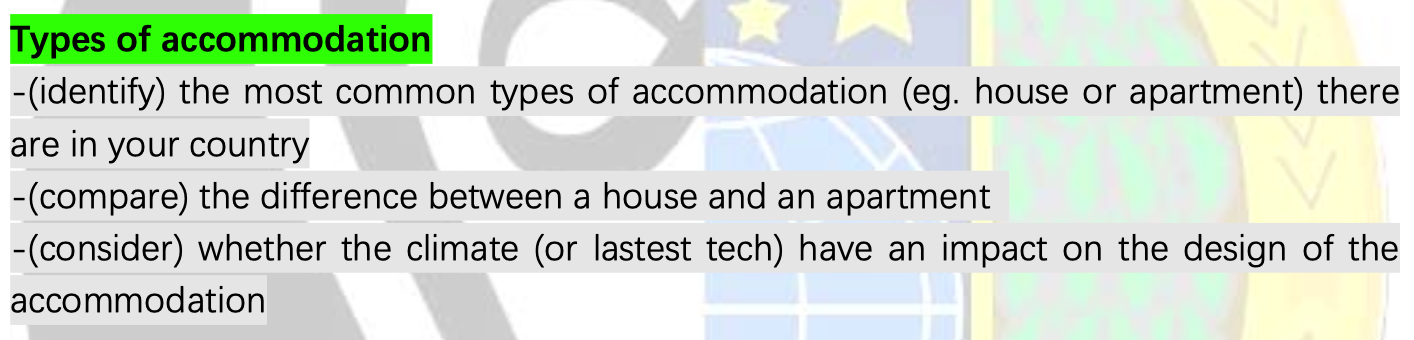 Types of accommodation
-(identify) the most common types of accommodation (eg. house or apartment) there
are in your country
-(compare) the difference between a house and an apartment
-(consider) whether the climate (or lastest tech) have an impact on the design of the
accommodation